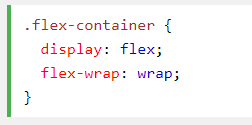 .flex-container {
  display: flex;
  flex-wrap: wrap;
}